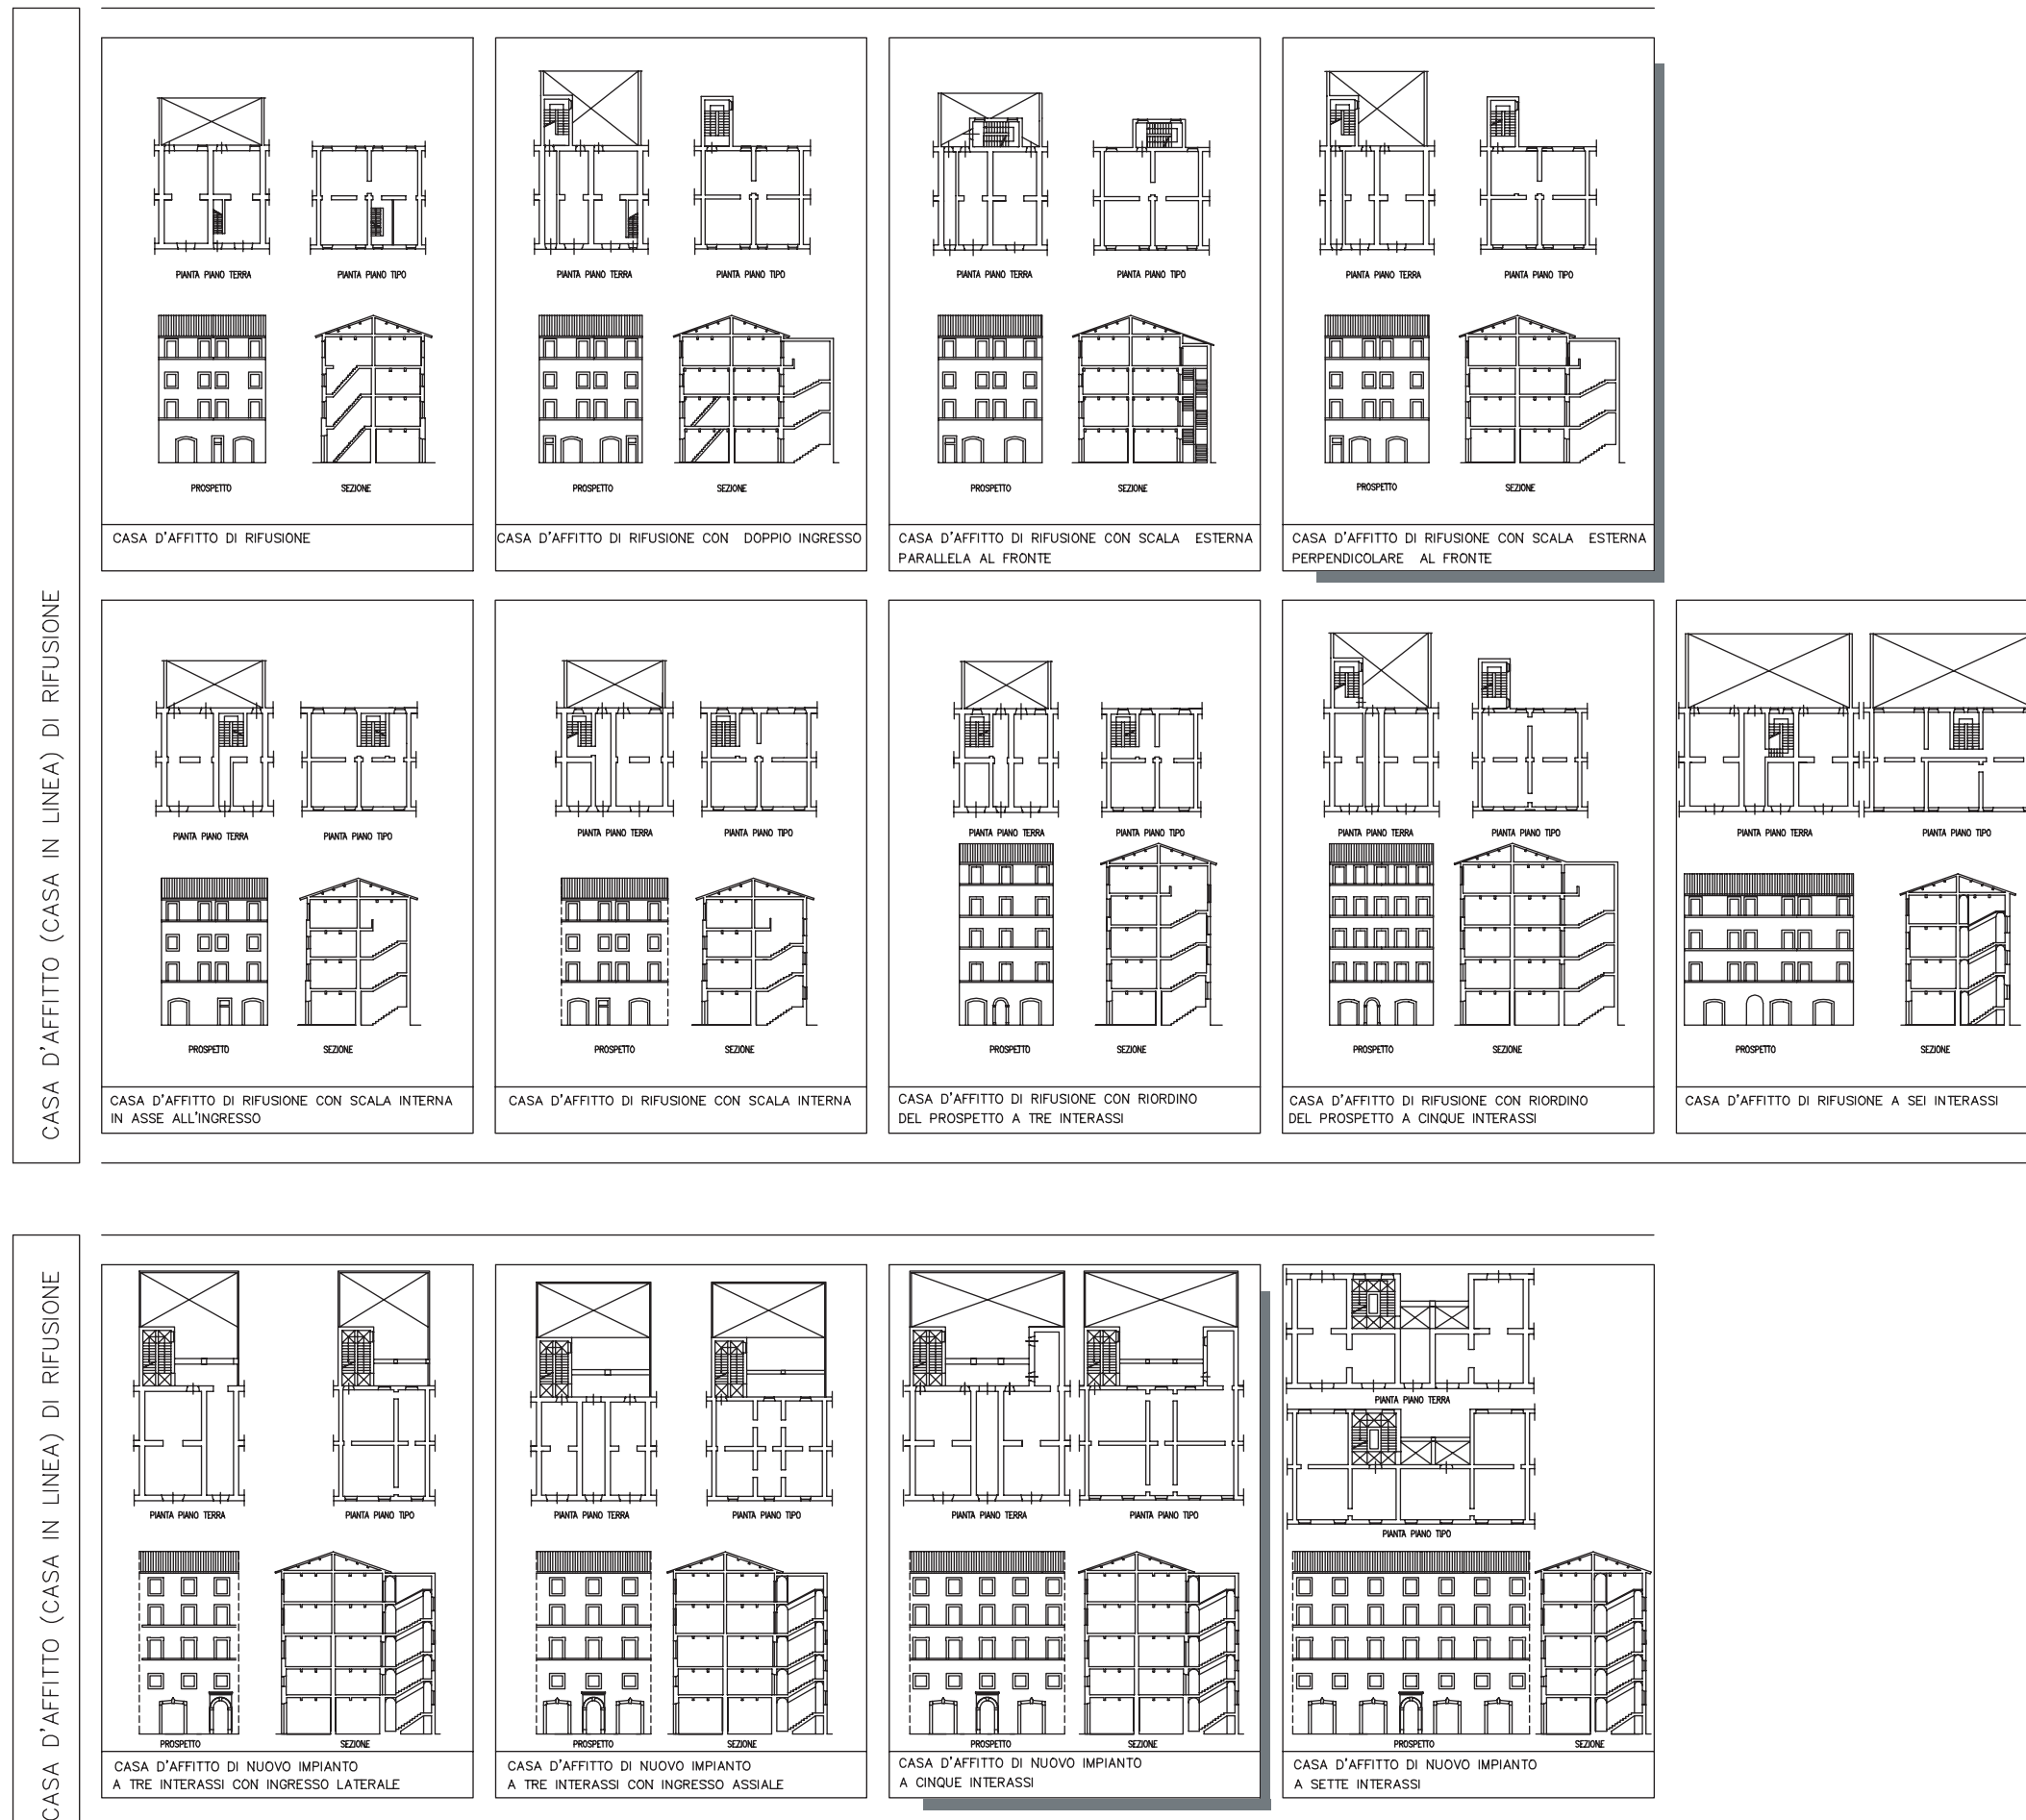 CASA D'AFFITTO (CASA IN LINEA) DI RIFUSIONE
PIANTA PIANO TERRA
PIANTA PIANO TIPO
PROSPETTO
SEZIONE
CASA D'AFFITTO DI RIFUSIONE
PIANTA PIANO TERRA
PIANTA PIANO TIPO
PROSPETTO
SEZIONE
CASA D'AFFITTO DI RIFUSIONE CON DOPPIO INGRESSO
PIANTA PIANO TERRA
PIANTA PIANO TIPO
PROSPETTO
SEZIONE
CASA D'AFFITTO DI RIFUSIONE CON SCALA ESTERNA
PARALLELA AL FRONTE
PIANTA PIANO TERRA
PIANTA PIANO TIPO
PROSPETTO
SEZIONE
CASA D'AFFITTO DI RIFUSIONE CON SCALA ESTERNA
PERPENDICOLARE AL FRONTE
PIANTA PIANO TERRA
PIANTA PIANO TIPO
PROSPETTO
SEZIONE
CASA D'AFFITTO DI RIFUSIONE CON SCALA INTERNA
IN ASSE ALL'INGRESSO
PIANTA PIANO TERRA
PIANTA PIANO TIPO
PROSPETTO
SEZIONE
CASA D'AFFITTO DI RIFUSIONE CON SCALA INTERNA
PIANTA PIANO TERRA
PIANTA PIANO TIPO
PROSPETTO
SEZIONE
CASA D'AFFITTO DI RIFUSIONE CON RIORDINO
DEL PROSPETTO A TRE INTERASSI
PIANTA PIANO TERRA
PIANTA PIANO TIPO
PROSPETTO
SEZIONE
CASA D'AFFITTO DI RIFUSIONE CON RIORDINO
DEL PROSPETTO A CINQUE INTERASSI
PIANTA PIANO TERRA
PIANTA PIANO TIPO
PROSPETTO
SEZIONE
CASA D'AFFITTO DI RIFUSIONE A SEI INTERASSI
CASA D'AFFITTO (CASA IN LINEA) DI RIFUSIONE
PIANTA PIANO TERRA
PIANTA PIANO TIPO
PROSPETTO
SEZIONE
CASA D'AFFITTO DI NUOVO IMPIANTO
A TRE INTERASSI CON INGRESSO LATERALE
PIANTA PIANO TERRA
PIANTA PIANO TIPO
PROSPETTO
SEZIONE
CASA D'AFFITTO DI NUOVO IMPIANTO
A TRE INTERASSI CON INGRESSO ASSIALE
PIANTA PIANO TERRA
PIANTA PIANO TIPO
PROSPETTO
SEZIONE
CASA D'AFFITTO DI NUOVO IMPIANTO
A CINQUE INTERASSI
PIANTA PIANO TERRA
PIANTA PIANO TIPO
PROSPETTO
SEZIONE
CASA D'AFFITTO DI NUOVO IMPIANTO
A SETTE INTERASSI